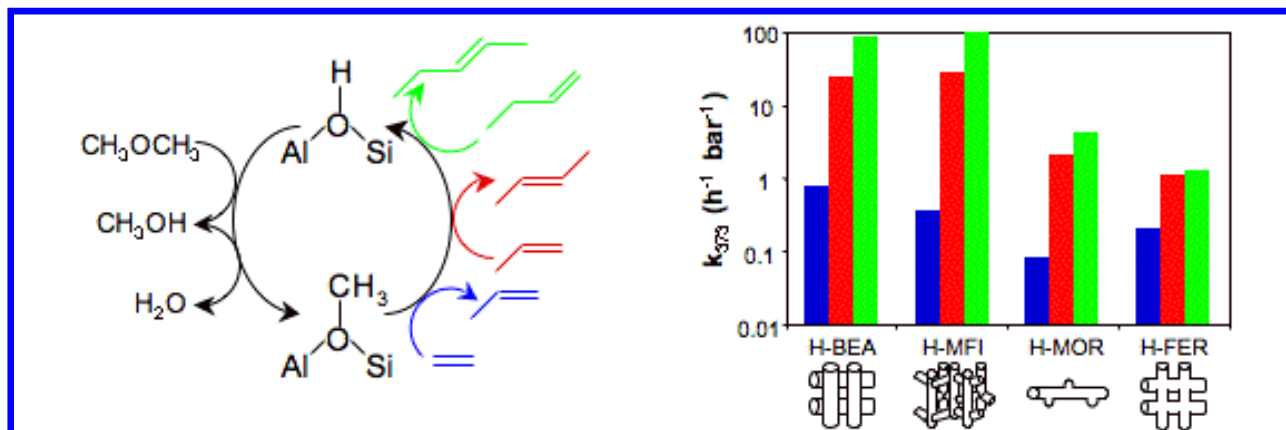 H
O
Al Si
CH₃OCH₃
CH₃OH
H₂O
CH₃
O
Al Si
k₃₇₃ (h⁻¹ bar⁻¹)
100
10
1
0.1
0.01
H-BEA H-MFI H-MOR H-FER